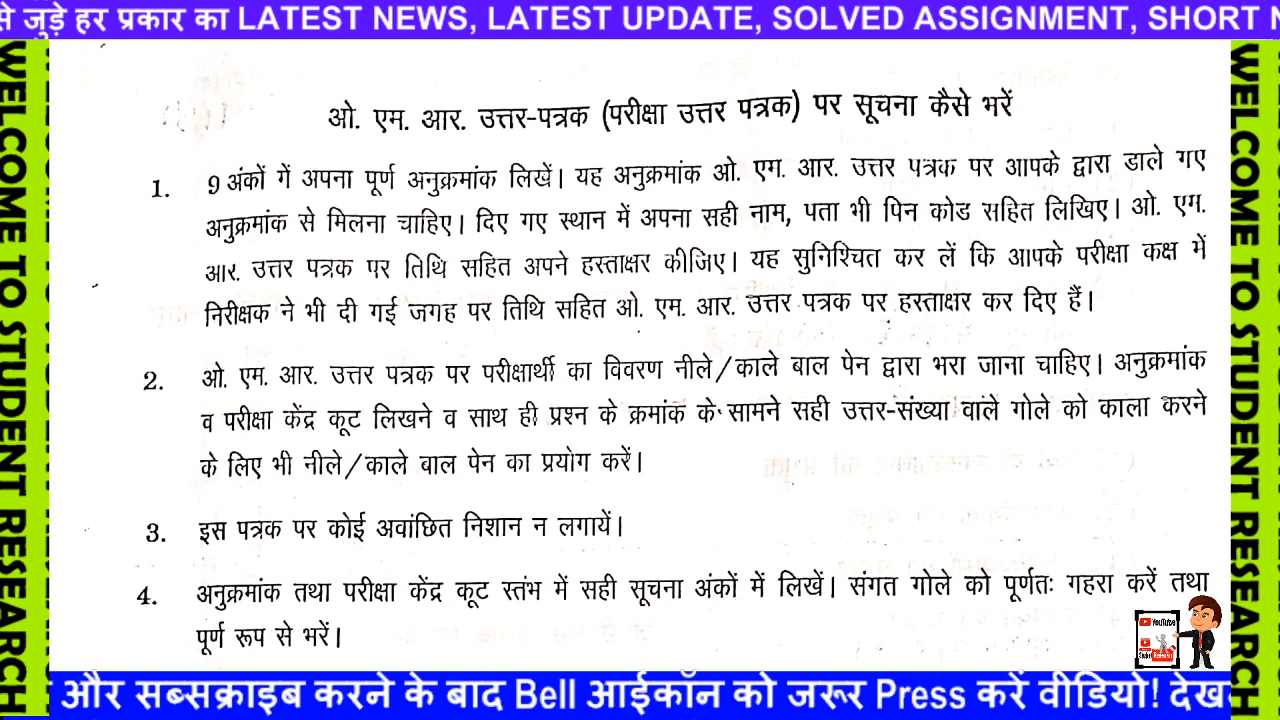 से जुड़े हर प्रकार का LATEST NEWS, LATEST UPDATE, SOLVED ASSIGNMENT, SHORT
ओ. एम. आर. उत्तर-पत्रक (परीक्षा उत्तर पत्रक) पर सूचना कैसे भरें
1. 9 अंकों में अपना पूर्ण अनुक्रमांक लिखें। यह अनुक्रमांक ओ. एम. आर. उत्तर पत्रक पर आपके द्वारा डाले गए
अनुक्रमांक से मिलना चाहिए। दिए गए स्थान में अपना सही नाम, पता भी पिन कोड सहित लिखिए। ओ. एम.
आर. उत्तर पत्रक पर तिथि सहित अपने हस्ताक्षर कीजिए। यह सुनिश्चित कर लें कि आपके परीक्षा कक्ष में
निरीक्षक ने भी दी गई जगह पर तिथि सहित ओ. एम. आर. उत्तर पत्रक पर हस्ताक्षर कर दिए हैं।
2. ओ. एम. आर. उत्तर पत्रक पर परीक्षार्थी का विवरण नीले/काले बाल पेन द्वारा भरा जाना चाहिए। अनुक्रमांक
व परीक्षा केंद्र कूट लिखने व साथ ही प्रश्न के क्रमांक के सामने सही उत्तर-संख्या वाले गोले को काला करने
के लिए भी नीले/काले बाल पेन का प्रयोग करें।
3. इस पत्रक पर कोई अवांछित निशान न लगायें।
4. अनुक्रमांक तथा परीक्षा केंद्र कूट स्तंभ में सही सूचना अंकों में लिखें। संगत गोले को पूर्णतः गहरा करें तथा
पूर्ण रूप से भरें।
WELCOME TO STUDENT RESEARCH
WELCOME TO STUDENT RESEARCH
YouTube
और सब्सक्राइब करने के बाद Bell आईकॉन को जरूर Press करें वीडियो!